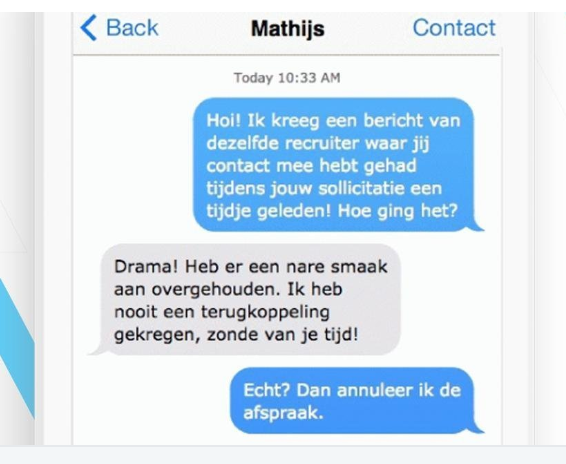 Back Mathijs Contact
Today 10:33 AM
Hoi! Ik kreeg een bericht van
dezelfde recruiter waar jij
contact mee hebt gehad
tijdens jouw sollicitatie een
tijdje geleden! Hoe ging het?
Drama! Heb er een nare smaak
aan overgehouden. Ik heb
nooit een terugkoppeling
gekregen, zonde van je tijd!
Echt? Dan annuleer ik de
afspraak.